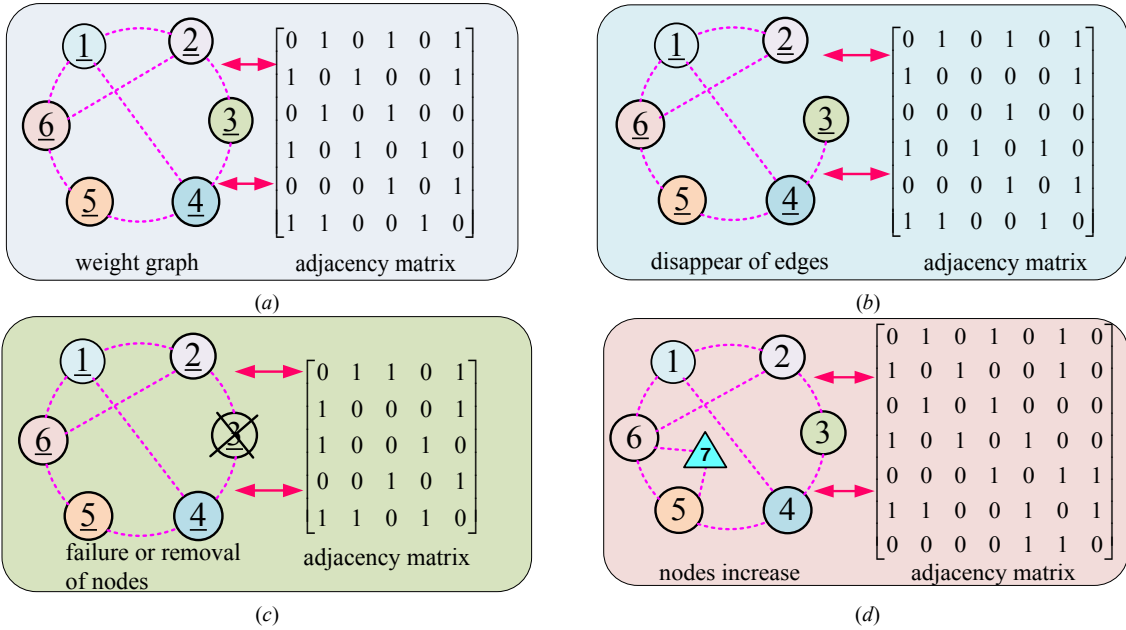 1
2
3
4
5
6
0 1 0 1 0 1
1 0 1 0 0 1
0 1 0 1 0 0
1 0 1 0 1 0
0 0 0 1 0 1
1 1 0 0 1 0
weight graph
adjacency matrix
(a)
1
2
3
4
5
6
0 1 0 1 0 1
1 0 0 0 0 1
0 0 0 1 0 0
1 0 1 0 1 0
0 0 0 1 0 1
1 1 0 0 1 0
disappear of edges
adjacency matrix
(b)
1
2
3
4
5
6
0 1 1 0 1
1 0 0 0 1
1 0 0 1 0
0 0 1 0 1
1 1 0 1 0
failure or removal
of nodes
adjacency matrix
(c)
1
2
3
4
5
6
7
0 1 0 1 0 1 0
1 0 1 0 0 1 0
0 1 0 1 0 0 0
1 0 1 0 1 0 0
0 0 0 1 0 1 1
1 1 0 0 1 0 1
0 0 0 0 1 1 0
nodes increase
adjacency matrix
(d)